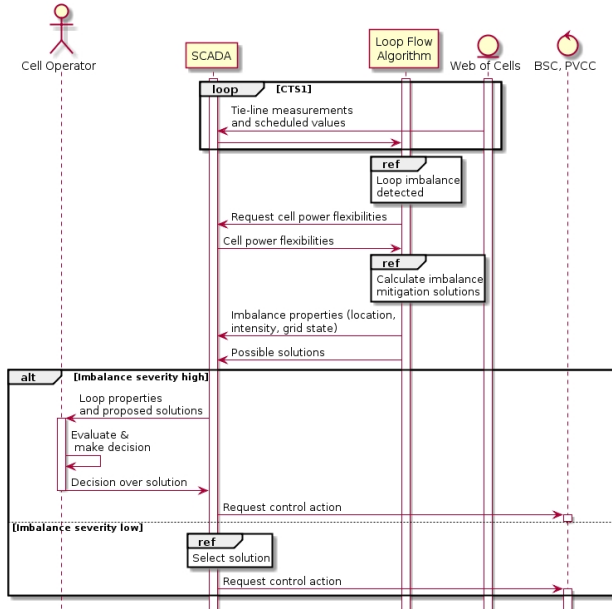 Cell Operator
SCADA
Loop Flow
Algorithm
Web of Cells
BSC, PVCC
loop [CTS1]
Tie-line measurements
and scheduled values
ref
Loop imbalance
detected
Request cell power flexibilities
Cell power flexibilities
ref
Calculate imbalance
mitigation solutions
Imbalance properties (location,
intensity, grid state)
Possible solutions
alt [Imbalance severity high]
Loop properties
and proposed solutions
Evaluate &
make decision
Decision over solution
Request control action
[Imbalance severity low]
ref
Select solution
Request control action